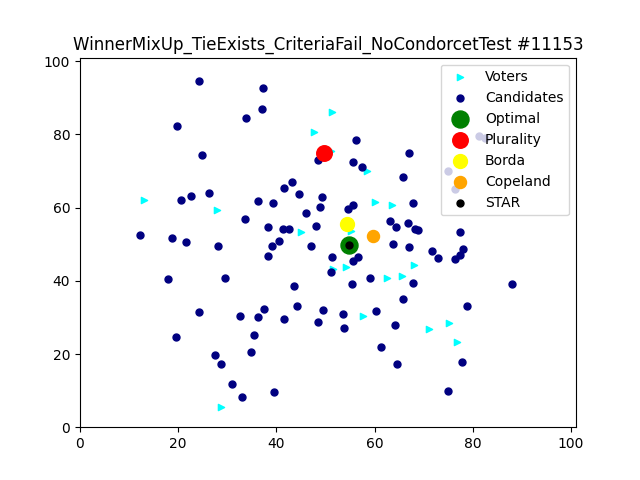 WinnerMixUp_TieExists_CriteriaFail_NoCondorcetTest #11153
100
80
60
40
20
0
0 20 40 60 80 100
Voters
Candidates
Optimal
Plurality
Borda
Copeland
STAR